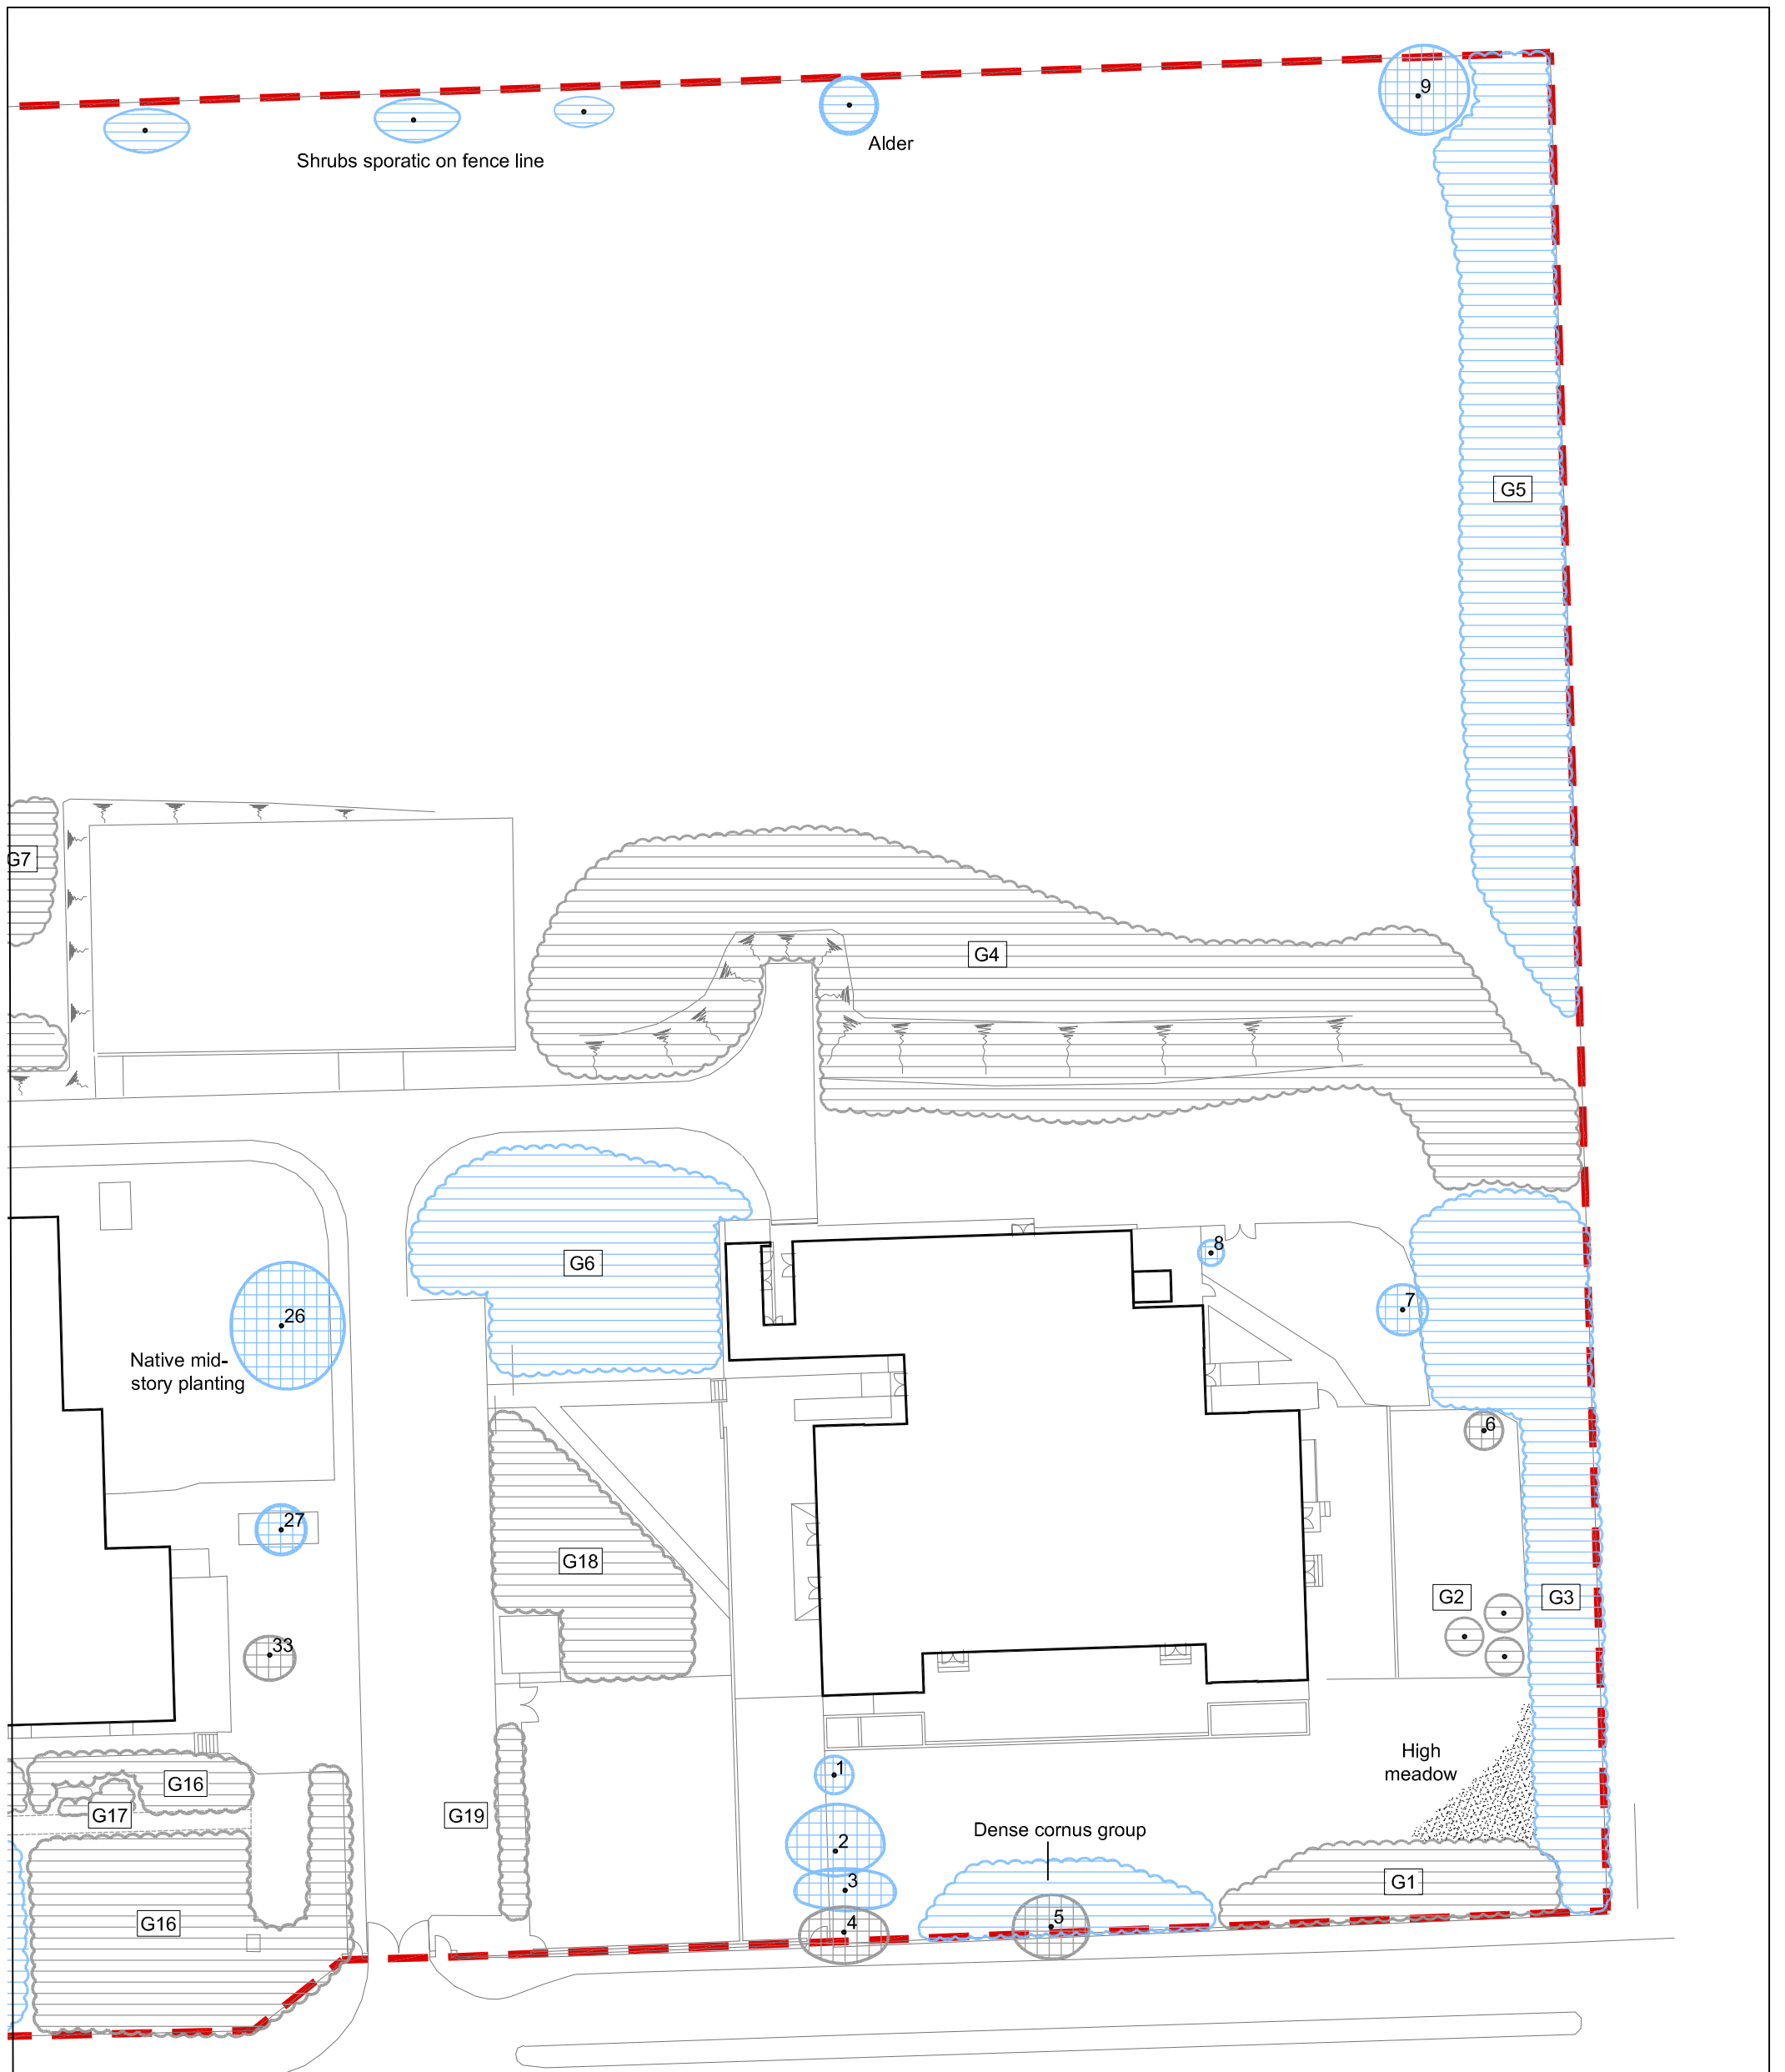 9
Alder
Shrubs sporatic on fence line
G5
G7
G4
8
G6
7
26
Native mid-
story planting
6
27
G18
G2
G3
33
High
meadow
1
G16
G17
G19
Dense cornus group
2
3
G1
G16
4
5